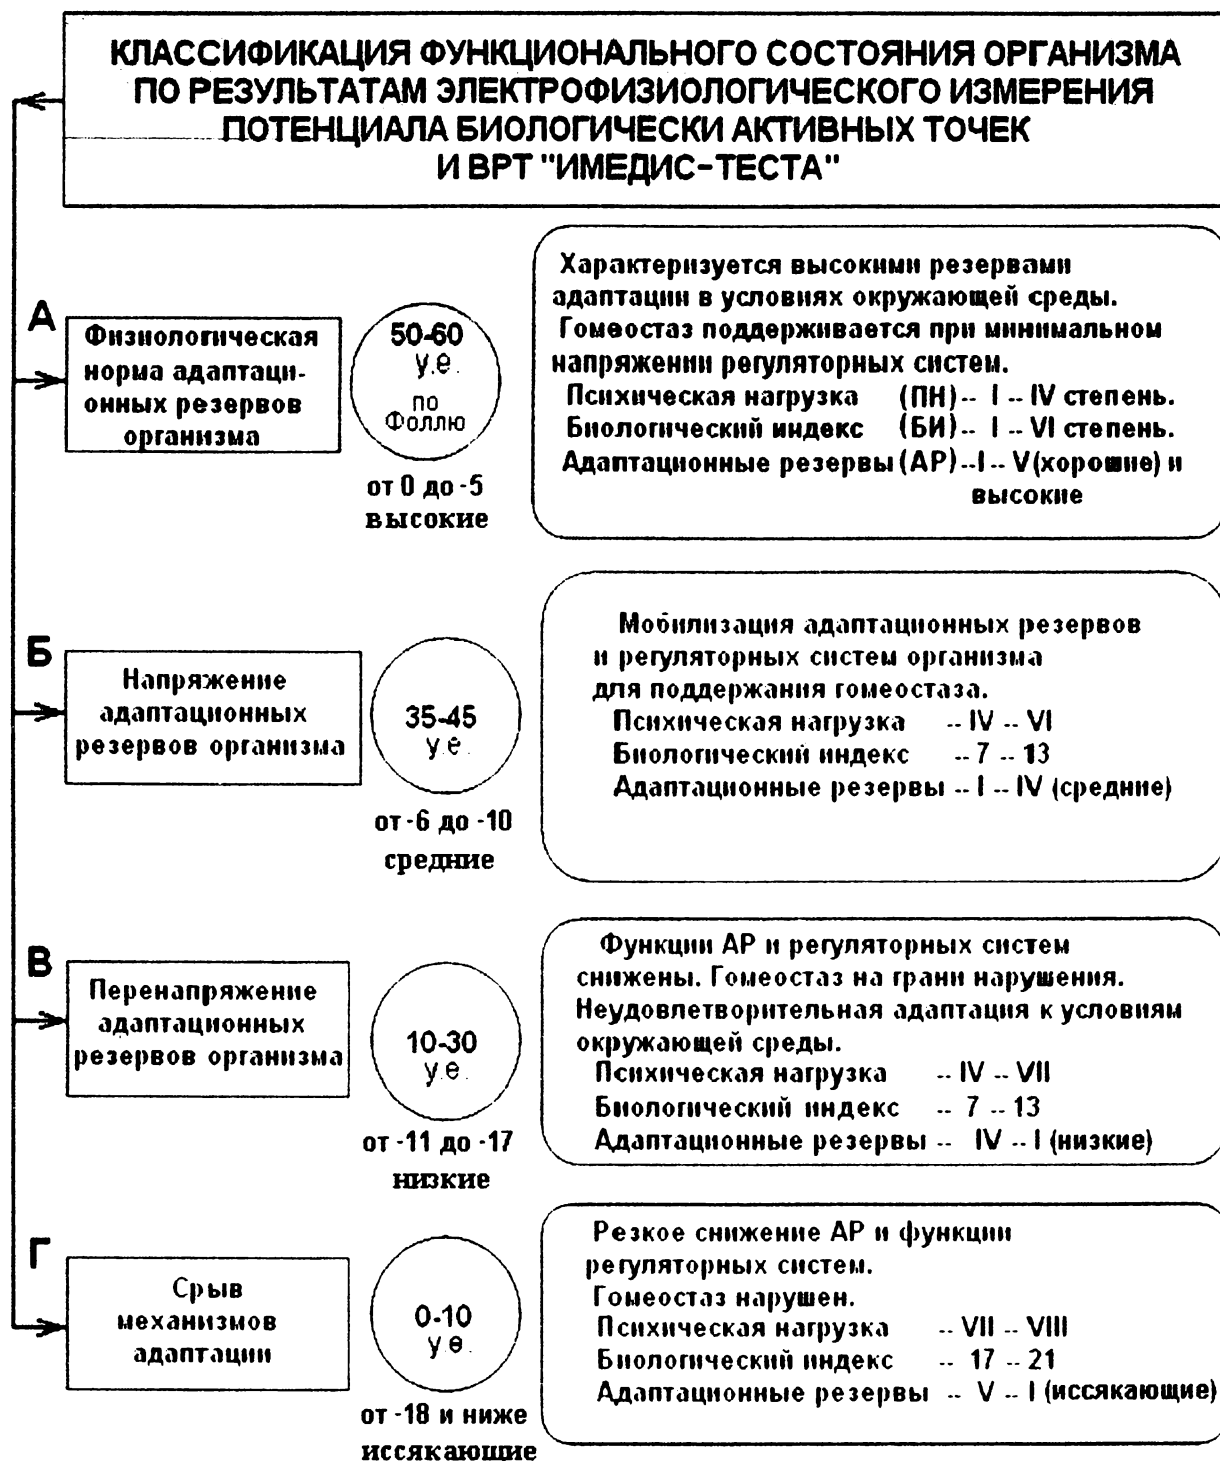 КЛАССИФИКАЦИЯ ФУНКЦИОНАЛЬНОГО СОСТОЯНИЯ ОРГАНИЗМА
ПО РЕЗУЛЬТАТАМ ЭЛЕКТРОФИЗИОЛОГИЧЕСКОГО ИЗМЕРЕНИЯ
ПОТЕНЦИАЛА БИОЛОГИЧЕСКИ АКТИВНЫХ ТОЧЕК
И ВРТ "ИМЕДИС-ТЕСТА"
А
Физиологическая
норма адаптаци-
онных резервов
организма
50-60
у.е.
по
Фоллю
от 0 до -5
высокие
Характеризуется высокими резервами
адаптации в условиях окружающей среды.
Гомеостаз поддерживается при минимальном
напряжении регуляторных систем.
Психическая нагрузка (ПН) -- I -- IV степень.
Биологический индекс (БИ) -- I -- VI степень.
Адаптационные резервы (АР) --I -- V (хорошие) и
высокие
Б
Напряжение
адаптационных
резервов организма
35-45
у.е.
от -6 до -10
средние
Мобилизация адаптационных резервов
и регуляторных систем организма
для поддержания гомеостаза.
Психическая нагрузка -- IV -- VI
Биологический индекс -- 7 -- 13
Адаптационные резервы -- I -- IV (средние)
В
Перенапряжение
адаптационных
резервов организма
10-30
у.е.
от -11 до -17
низкие
Функции АР и регуляторных систем
снижены. Гомеостаз на грани нарушения.
Неудовлетворительная адаптация к условиям
окружающей среды.
Психическая нагрузка -- IV -- VII
Биологический индекс -- 7 -- 13
Адаптационные резервы -- IV -- I (низкие)
Г
Срыв
механизмов
адаптации
0-10
у.е.
от -18 и ниже
иссякающие
Резкое снижение АР и функции
регуляторных систем.
Гомеостаз нарушен.
Психическая нагрузка -- VII -- VIII
Биологический индекс -- 17 -- 21
Адаптационные резервы -- V -- I (иссякающие)